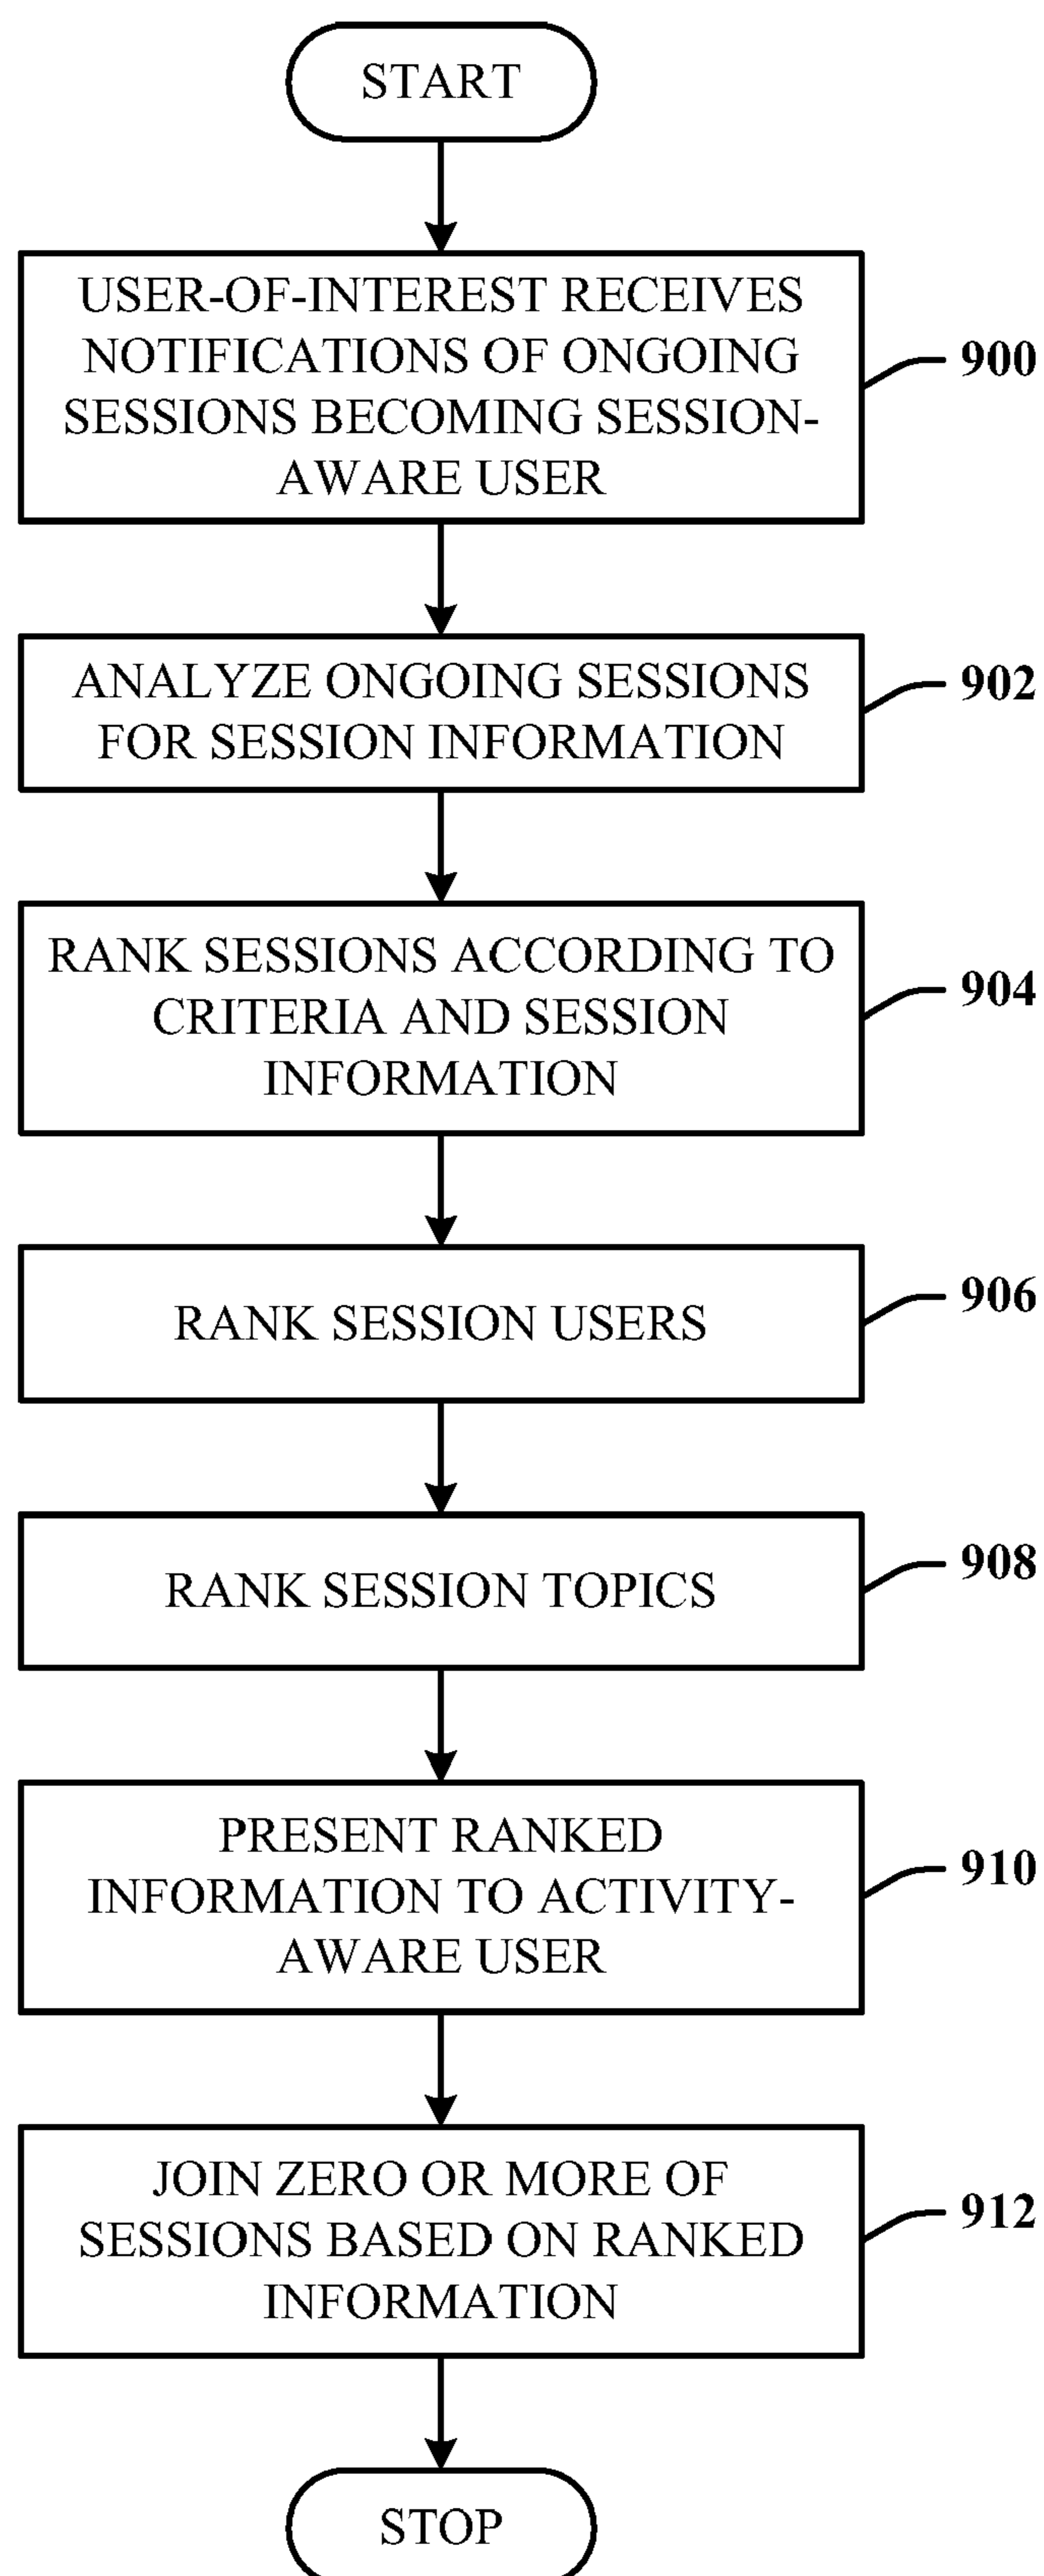 START
USER-OF-INTEREST RECEIVES
NOTIFICATIONS OF ONGOING
SESSIONS BECOMING SESSION-
AWARE USER
900
ANALYZE ONGOING SESSIONS
FOR SESSION INFORMATION
902
RANK SESSIONS ACCORDING TO
CRITERIA AND SESSION
INFORMATION
904
RANK SESSION USERS
906
RANK SESSION TOPICS
908
PRESENT RANKED
INFORMATION TO ACTIVITY-
AWARE USER
910
JOIN ZERO OR MORE OF
SESSIONS BASED ON RANKED
INFORMATION
912
STOP